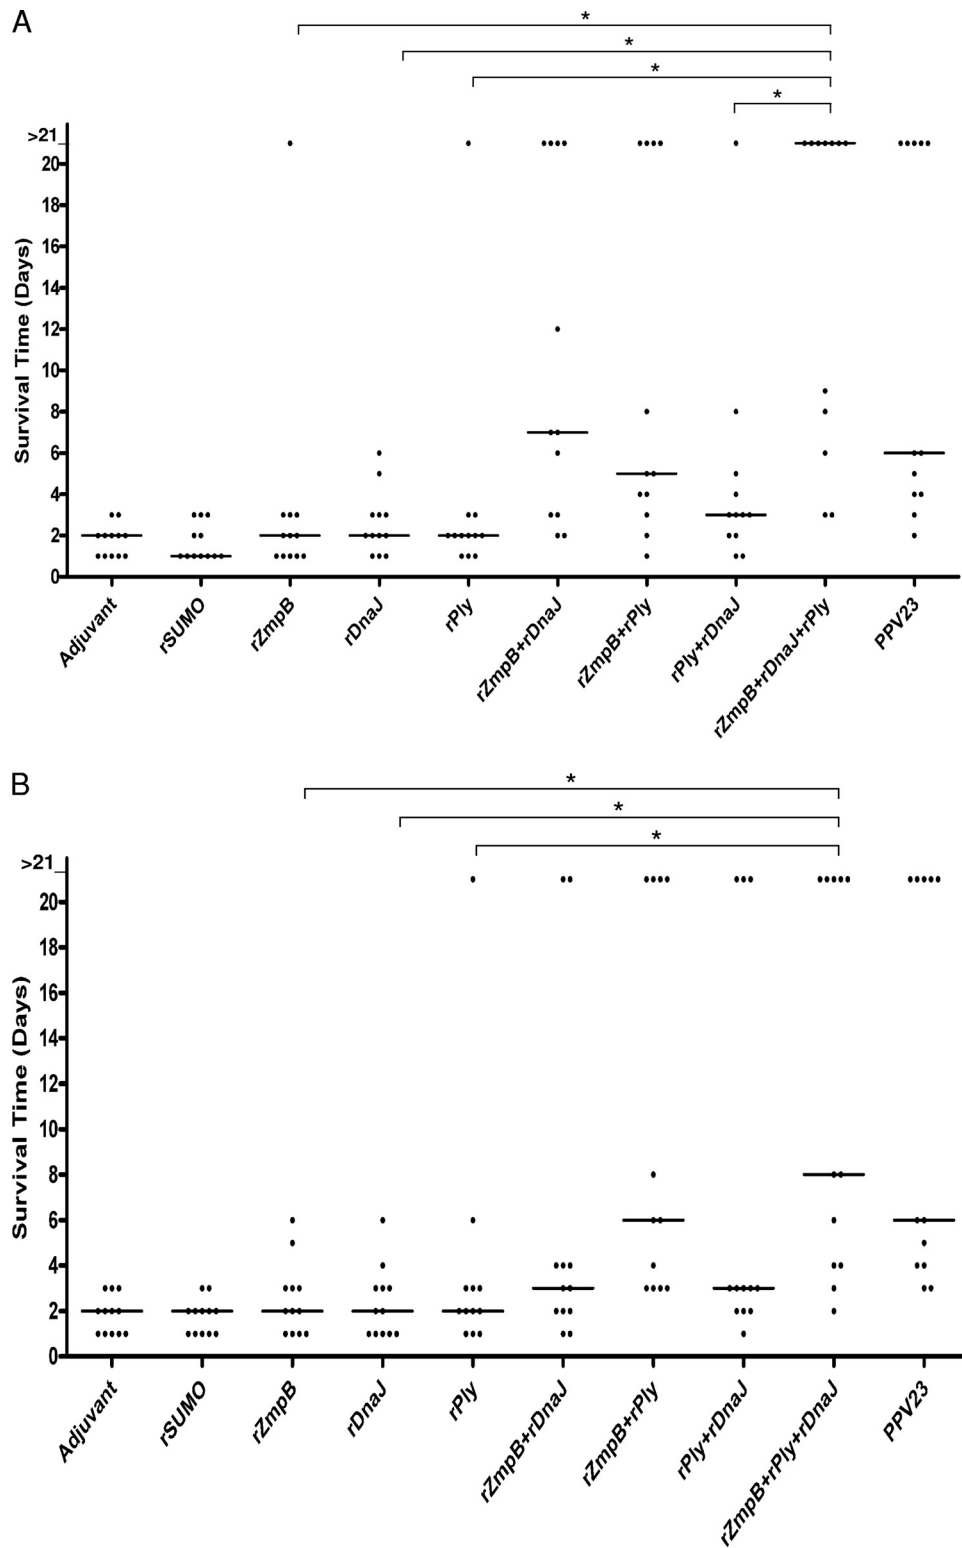 A
*
*
*
*
>21
20
18
16
14
12
10
8
6
4
2
0
Survival Time (Days)
Adjuvant
rSUMO
rZmpB
rDnaJ
rPly
rZmpB+rDnaJ
rZmpB+rPly
rPly+rDnaJ
rZmpB+rDnaJ+rPly
PPV23
B
*
*
*
>21
20
18
16
14
12
10
8
6
4
2
0
Survival Time (Days)
Adjuvant
rSUMO
rZmpB
rDnaJ
rPly
rZmpB+rDnaJ
rZmpB+rPly
rPly+rDnaJ
rZmpB+rPly+rDnaJ
PPV23